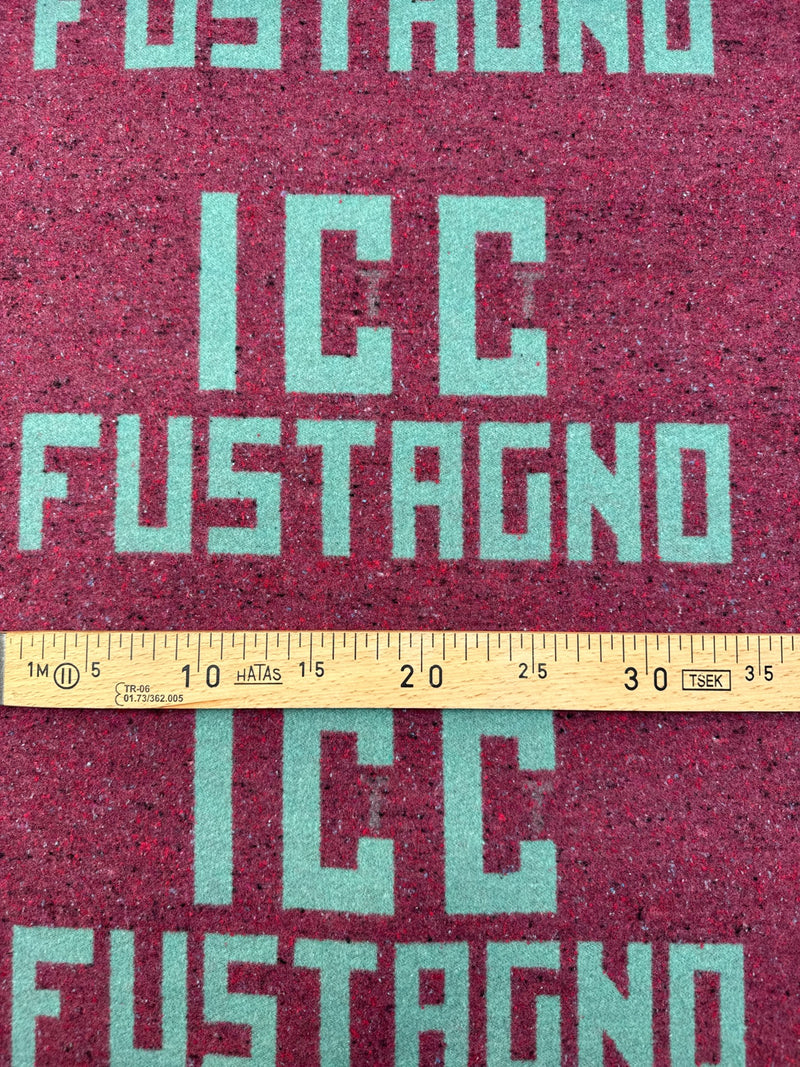 FUSTAGNO
ICC
FUSTAGNO
1M II 5 10 HATAS 15 20 25 30 TSEK 35
TR-06
01.73/362.005
ICC
FUSTAGNO